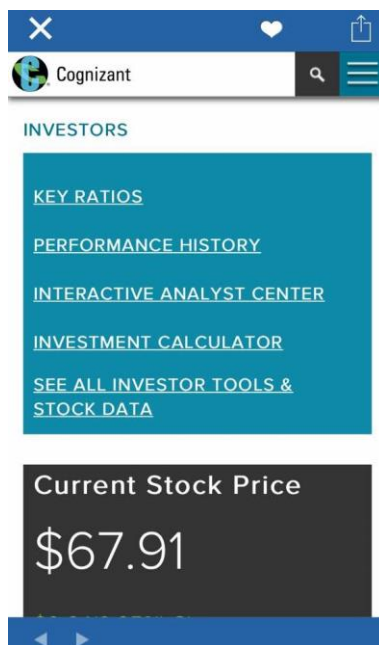 Cognizant
INVESTORS
KEY RATIOS
PERFORMANCE HISTORY
INTERACTIVE ANALYST CENTER
INVESTMENT CALCULATOR
SEE ALL INVESTOR TOOLS &
STOCK DATA
Current Stock Price
$67.91